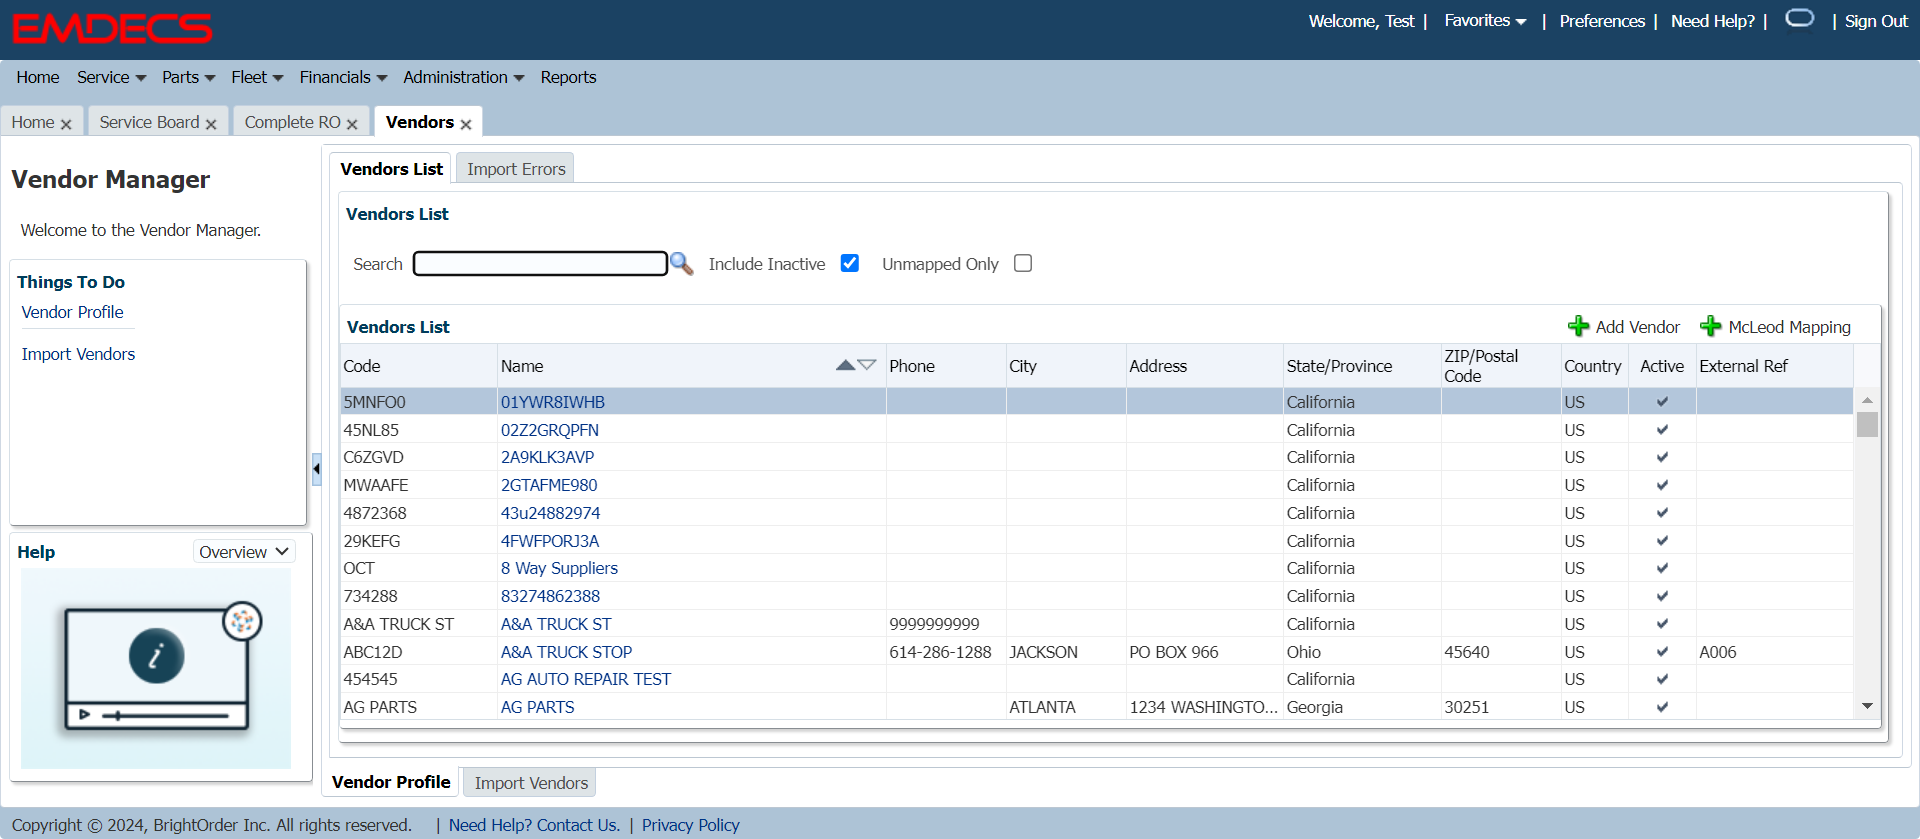 EMDECS
Welcome, Test | Favorites | Preferences | Need Help? | | Sign Out
Home Service Parts Fleet Financials Administration Reports
Home Service Board Complete RO Vendors
Vendor Manager
Welcome to the Vendor Manager.
Things To Do
Vendor Profile
Import Vendors
Help Overview
i
Vendors List Import Errors
Vendors List
Search Include Inactive Unmapped Only
Vendors List Add Vendor McLeod Mapping
Code Name Phone City Address State/Province ZIP/Postal Code Country Active External Ref
5MNFO0 01YWR8IWHB California US
45NL85 02Z2GRQPFN California US
C6ZGVD 2A9KLK3AVP California US
MWAAFE 2GTAFME980 California US
4872368 43u24882974 California US
29KEFG 4FWFPORJ3A California US
OCT 8 Way Suppliers California US
734288 83274862388 California US
A&A TRUCK ST A&A TRUCK ST 9999999999 California US
ABC12D A&A TRUCK STOP 614-286-1288 JACKSON PO BOX 966 Ohio 45640 US A006
454545 AG AUTO REPAIR TEST California US
AG PARTS AG PARTS ATLANTA 1234 WASHINGTO... Georgia 30251 US
Vendor Profile Import Vendors
Copyright © 2024, BrightOrder Inc. All rights reserved. | Need Help? Contact Us. | Privacy Policy